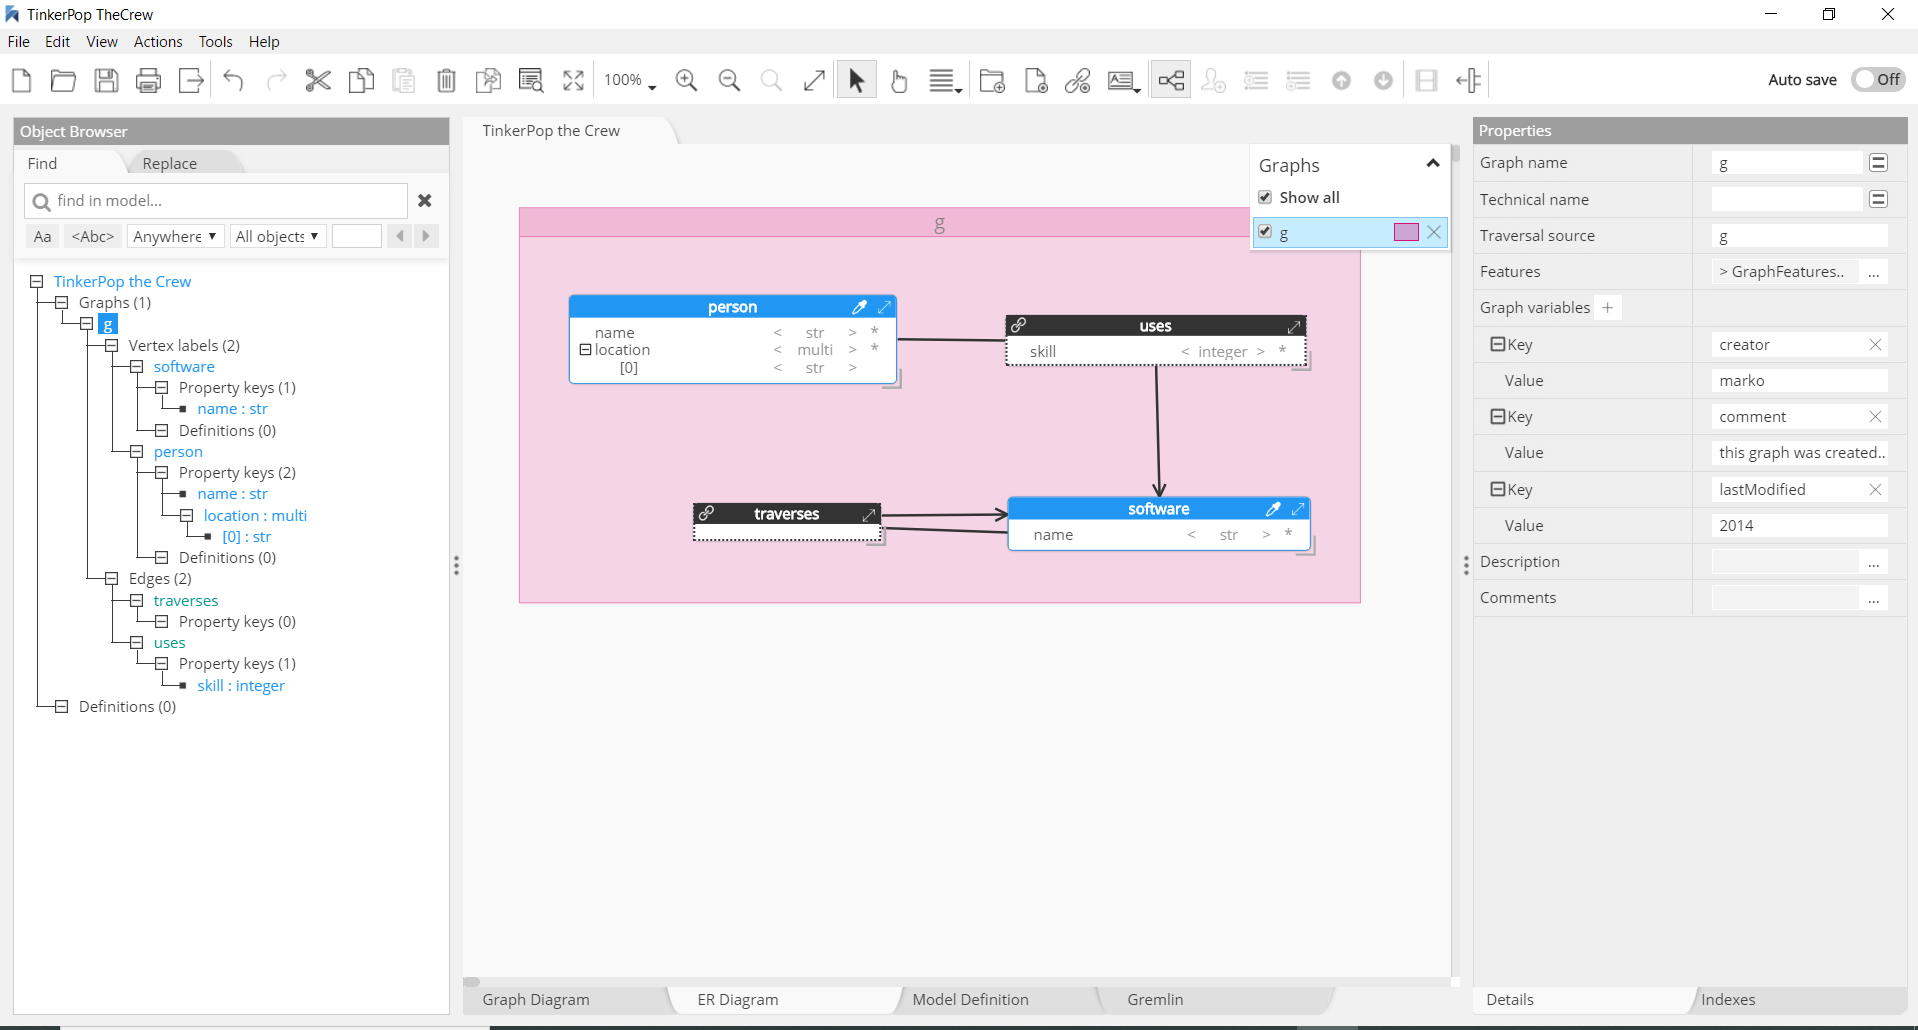 TinkerPop TheCrew
File Edit View Actions Tools Help
100%
Auto save Off
Object Browser
Find Replace
find in model...
Aa <Abc> Anywhere All objects
TinkerPop the Crew
Graphs (1)
g
Vertex labels (2)
software
Property keys (1)
name : str
Definitions (0)
person
Property keys (2)
name : str
location : multi
[0] : str
Definitions (0)
Edges (2)
traverses
Property keys (0)
uses
Property keys (1)
skill : integer
Definitions (0)
TinkerPop the Crew
Graphs
Show all
g
g
person
name < str > *
location < multi > *
[0] < str >
uses
skill < integer > *
traverses
software
name < str > *
Graph Diagram ER Diagram Model Definition Gremlin
Properties
Graph name g
Technical name
Traversal source g
Features > GraphFeatures.. ...
Graph variables +
Key creator
Value marko
Key comment
Value this graph was created..
Key lastModified
Value 2014
Description ...
Comments ...
Details Indexes